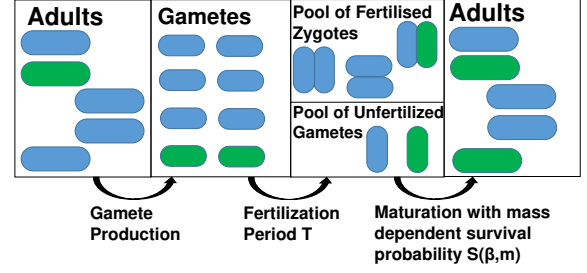 Adults
Gametes
Pool of Fertilised
Zygotes
Pool of Unfertilized
Gametes
Adults
Gamete
Production
Fertilization
Period T
Maturation with mass
dependent survival
probability S(β,m)